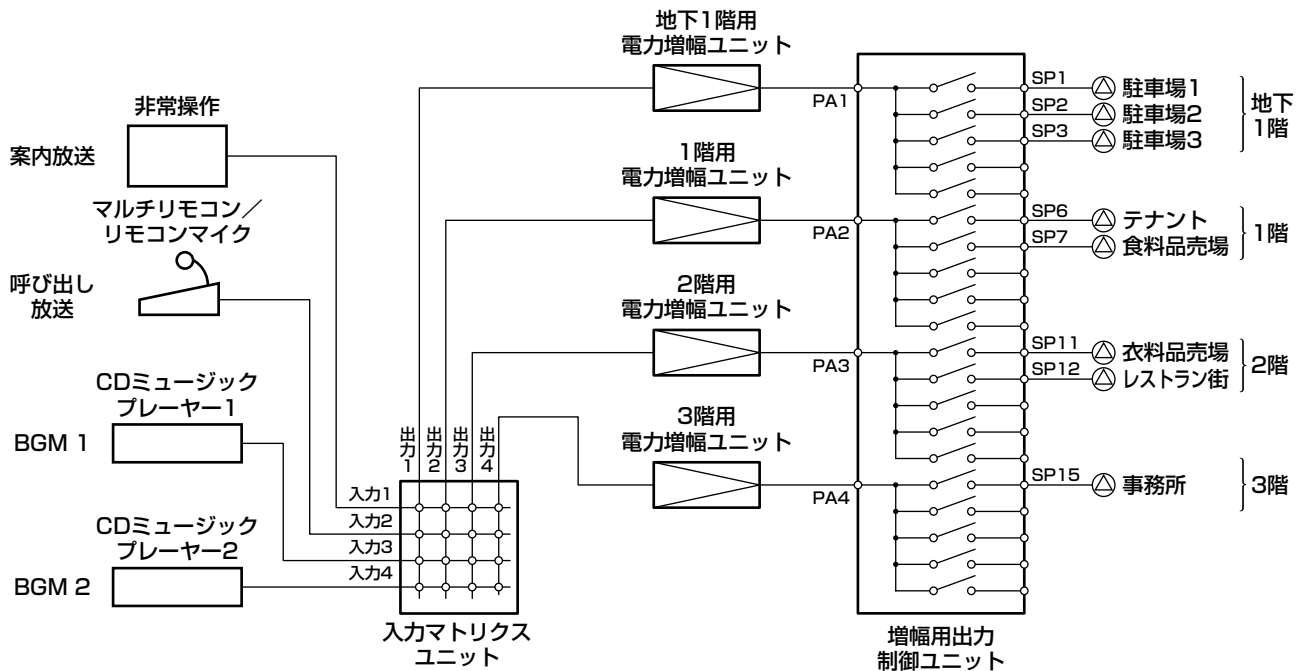 非常操作
案内放送
マルチリモコン／
リモコンマイク
呼び出し
放送
CDミュージック
プレーヤー1
BGM 1
CDミュージック
プレーヤー2
BGM 2
出力1
出力2
出力3
出力4
入力1
入力2
入力3
入力4
入力マトリクス
ユニット
地下1階用
電力増幅ユニット
1階用
電力増幅ユニット
2階用
電力増幅ユニット
3階用
電力増幅ユニット
PA1
PA2
PA3
PA4
SP1
駐車場1
SP2
駐車場2
SP3
駐車場3
地下
1階
SP6
テナント
SP7
食料品売場
1階
SP11
衣料品売場
SP12
レストラン街
2階
SP15
事務所
3階
増幅用出力
制御ユニット